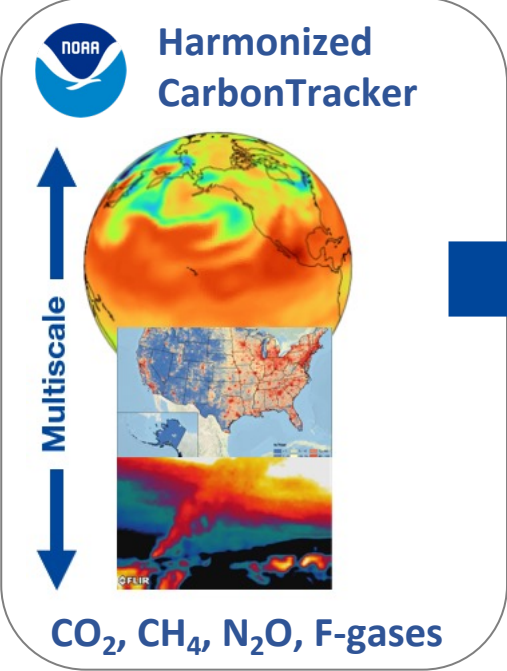 NOAA
Harmonized
CarbonTracker
Multiscale
FLIR
CO₂, CH₄, N₂O, F-gases